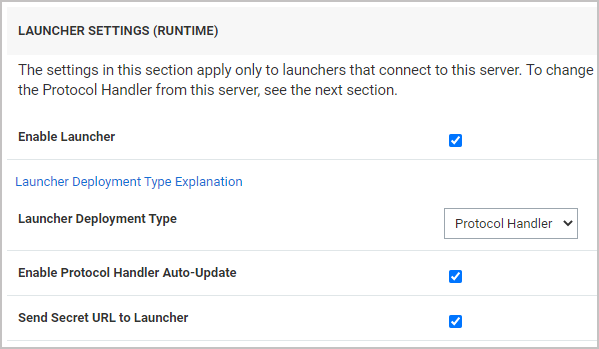 LAUNCHER SETTINGS (RUNTIME)
The settings in this section apply only to launchers that connect to this server. To change
the Protocol Handler from this server, see the next section.
Enable Launcher
Launcher Deployment Type Explanation
Launcher Deployment Type
Protocol Handler
Enable Protocol Handler Auto-Update
Send Secret URL to Launcher